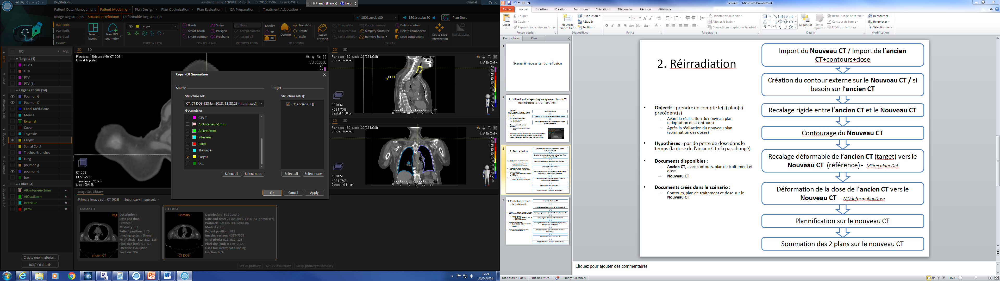 RaySation 6
Patient name: ANDREE BARBIER ID: 201603596 Case: CASE 2
FR French (France) Help
Clinical
Patient Data Management Patient Modeling Plan Design Plan Optimization Plan Evaluation QA Preparation Treatment Adaptation
Image Registration Structure Definition Deformable Registration
1801susclav30 1801susclav30 Plan Dose
ROI Tools
POI Tools
Approval
Fusion
Select layout
New ROI geometry
Larynx
CURRENT ROI
Brush Spline
Smart brush Polygon
Smart contour Freehand
CONTOURING
Show
Accept current
Accept all
INTERPOLATION
Mode:
2D
3D
Deform
Translate
Rotate
Scale
3D EDITING
Region growing
Interpolate Couch removal Delete contour
Copy contour Simplify contours Delete component
Paste contour Remove holes Keep component
EXTRAS
Set to slice intersection
ROI statistics
ROIs
POIs
Registrations
Scripting
Protocols
Visualization
ROI Matl
Targets (4)
CTV T
GTV
PTV
PTV (1)
Organs at risk (14)
Poumon G
Poumon D
Canal Médullaire
Moelle
External
Coeur
Thyroide
Larynx
Spinal Cord
Trachée Bronches
Lung
poumon g
poumon d
box
Other (4)
AIOinterieur-1mm
AIOext3mm
interieur
paroi
Create new material...
ROI/POI details
2D 3D
Plan dose: 1801susclav30 (CT DOSI)
Clinical: Imported
% of 30.00 Gy
150
120
CT DOSI
HOST-7569
Transversal: 7.20 cm
Slice 100/126
Copy ROI Geometries
Source
Target
Structure set:
CT: CT DOSI [23 Jan 2018, 11:33:23 (hr:min:sec)]
Structure set(s):
CT: ancien CT []
Geometries:
CTV T
AIOinterieur-1mm
AIOext3mm
interieur
paroi
Thyroide
Larynx
box
Select all Select none
Select all Select none
OK Cancel Apply
2D 3D
Plan dose: 1801susclav30 (CT DOSI)
Clinical: Imported
% of 30.00 Gy
150
120
105
95
90
85
80
70
60
50
25
0
REF1
CT DOSI
HOST-7569
Sagittal: 1.00 cm
0 5 10 15 20 25 cm
2D 3D
Plan dose: 1801susclav30 (CT DOSI)
Clinical: Imported
% of 30.00 Gy
150
120
105
95
90
85
80
70
60
50
25
0
CT DOSI
HOST-7569
Coronal: -6.11 cm
0 5 10 15 20 25 cm
Image Set Library
Primary image set: CT DOSI Secondary image set: -
ancien CT
Reg
ancien CT
Description:
Date and time:
Protocol:
Modality: CT
Patient position: HFS
Imaging system: [None]
Nr of pixels: 512 512 115
Pixel size [cm]: 0.1 0.1
Used for: Evaluation
Fraction: N/A
CT DOSI
Primary
CT DOSI
Description: SUS CLAV D
Date and time: 23 Jan 2018, 11:33:23 (hr:min:sec)
Protocol: RACHIS THORAX/CRG
Modality: CT
Patient position: HFS
Imaging system: HOST-7569
Nr of pixels: 512 512 126
Pixel size [cm]: 0.129 0.129
Used for: Treatment planning
Fraction: N/A
Set as primary Set as secondary Swap primary/secondary
17:24
30/04/2018
Scenarii - Microsoft PowerPoint
Fichier Accueil Insertion Création Transitions Animations Diaporama Révision Affichage
Coller
Couper
Copier
Reproduire la mise en forme
Presse-papiers
Nouvelle diapositive
Disposition
Rétablir
Section
Diapositives
12
Police
Orientation du texte
Aligner le texte
Convertir en graphique SmartArt
Paragraphe
Organiser
Styles rapides
Remplissage de forme
Contour de forme
Effets sur la forme
Dessin
Rechercher
Remplacer
Sélectionner
Modification
Diapositives Plan
1
Scenarii nécessitant une fusion
2
1. Utilisation d'images diagnostiques en plus du CT
dosimétrique - CT / CT-TEP / IRM -
3
2. Réirradiation
4
3. Evaluation en cours
de traitement
2. Réirradiation
• Objectif : prendre en compte le(s) plan(s)
précédent(s)
– Avant la réalisation du nouveau plan
(adaptation des contours)
– Après la réalisation du nouveau plan
(sommation des doses)
• Hypothèses : pas de perte de dose dans le
temps (la dose de l'ancien CT n'a pas changé)
• Documents disponibles :
– Ancien CT, avec contours, plan de traitement et
dose
– Nouveau CT
• Documents créés dans le scénario :
– Contours, plan de traitement et dose sur le
Nouveau CT
Import du Nouveau CT / Import de l'ancien
CT+contours+dose
Création du contour externe sur le Nouveau CT / si
besoin sur l'ancien CT
Recalage rigide entre l'ancien CT et le Nouveau CT
Contourage du Nouveau CT
Recalage déformable de l'ancien CT (target) vers le
Nouveau CT (référence) - MOrecalageDef
Déformation de la dose de l'ancien CT vers le
Nouveau CT – MOdeformationDose
Plannification sur le nouveau CT
Sommation des 2 plans sur le nouveau CT
Cliquez pour ajouter des commentaires
Diapositive 3 de 4 "Thème Office" Français (France) 116 %